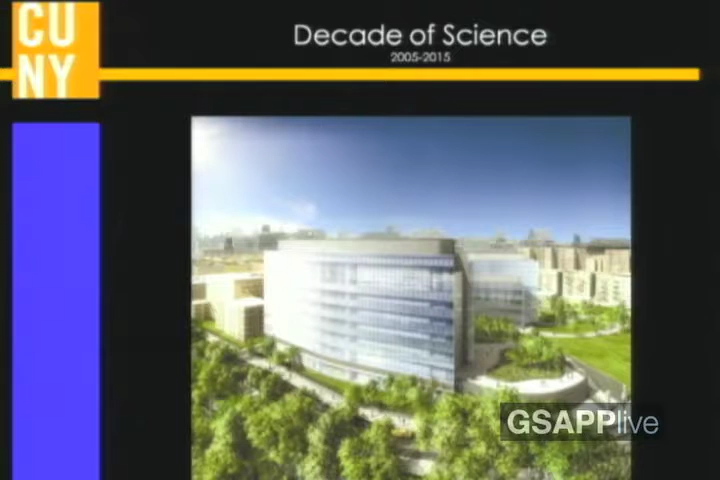 CU
NY
Decade of Science
2005-2015
GSAPPlive